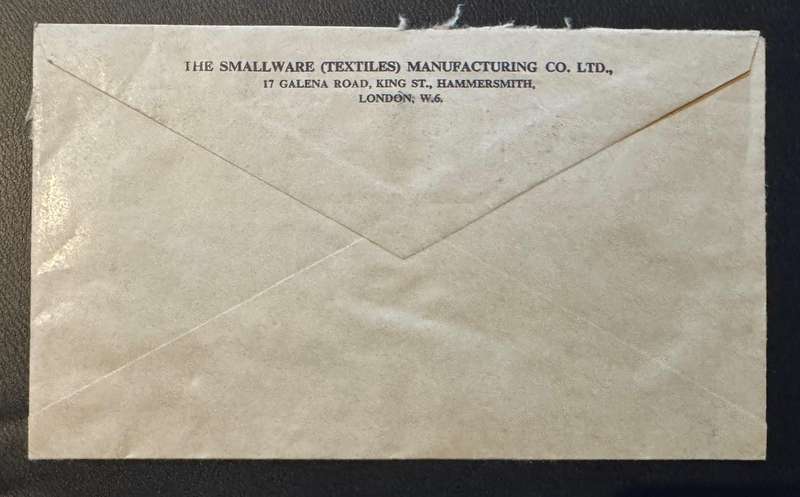 THE SMALLWARE (TEXTILES) MANUFACTURING CO. LTD.,
17 GALENA ROAD, KING ST., HAMMERSMITH,
LONDON, W.6.